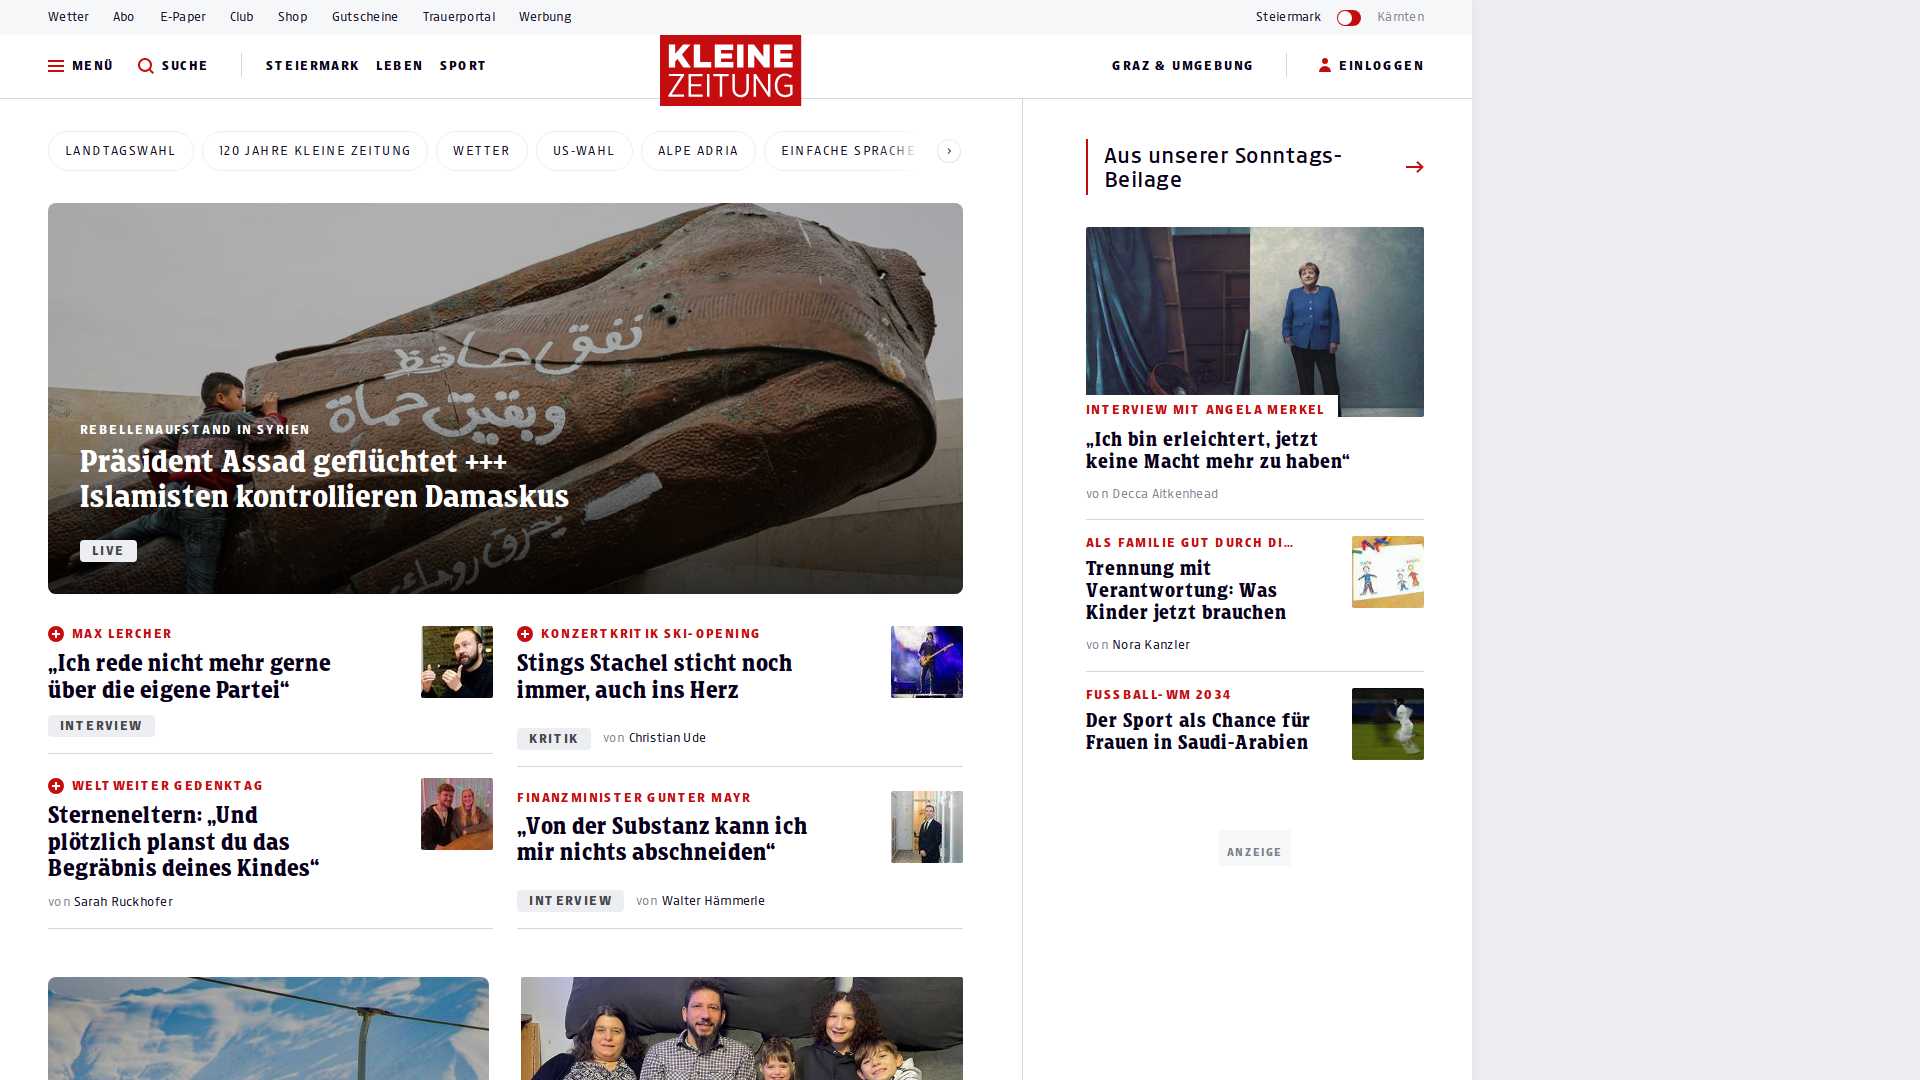 Wetter Abo E-Paper Club Shop Gutscheine Trauerportal Werbung
Steiermark Kärnten
MENÜ SUCHE STEIERMARK LEBEN SPORT
KLEINE
ZEITUNG
GRAZ & UMGEBUNG EINLOGGEN
LANDTAGSWAHL 120 JAHRE KLEINE ZEITUNG WETTER US-WAHL ALPE ADRIA EINFACHE SPRACHE
نفق حافظ
وبقيت حماة
يحرق روحك
REBELLENAUFSTAND IN SYRIEN
Präsident Assad geflüchtet +++
Islamisten kontrollieren Damaskus
LIVE
MAX LERCHER
„Ich rede nicht mehr gerne
über die eigene Partei“
INTERVIEW
KONZERTKRITIK SKI-OPENING
Stings Stachel sticht noch
immer, auch ins Herz
KRITIK von Christian Ude
WELTWEITER GEDENKTAG
Sterneneltern: „Und
plötzlich planst du das
Begräbnis deines Kindes“
von Sarah Ruckhofer
FINANZMINISTER GUNTER MAYR
„Von der Substanz kann ich
mir nichts abschneiden“
INTERVIEW von Walter Hämmerle
Aus unserer Sonntags-
Beilage
INTERVIEW MIT ANGELA MERKEL
„Ich bin erleichtert, jetzt
keine Macht mehr zu haben“
von Decca Aitkenhead
ALS FAMILIE GUT DURCH DI…
Trennung mit
Verantwortung: Was
Kinder jetzt brauchen
von Nora Kanzler
FUSSBALL-WM 2034
Der Sport als Chance für
Frauen in Saudi-Arabien
ANZEIGE